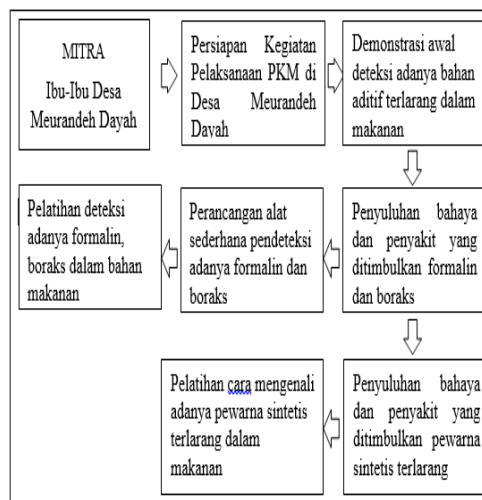 MITRA
Ibu-Ibu Desa
Meurandeh Dayah
Persiapan Kegiatan
Pelaksanaan PKM di
Desa Meurandeh
Dayah
Demonstrasi awal
deteksi adanya bahan
aditif terlarang dalam
makanan
Penyuluhan bahaya
dan penyakit yang
ditimbulkan formalin
dan boraks
Perancangan alat
sederhana pendeteksi
adanya formalin dan
boraks
Pelatihan deteksi
adanya formalin,
boraks dalam bahan
makanan
Penyuluhan bahaya
dan penyakit yang
ditimbulkan pewarna
sintetis terlarang
Pelatihan cara mengenali
adanya pewarna sintetis
terlarang dalam
makanan